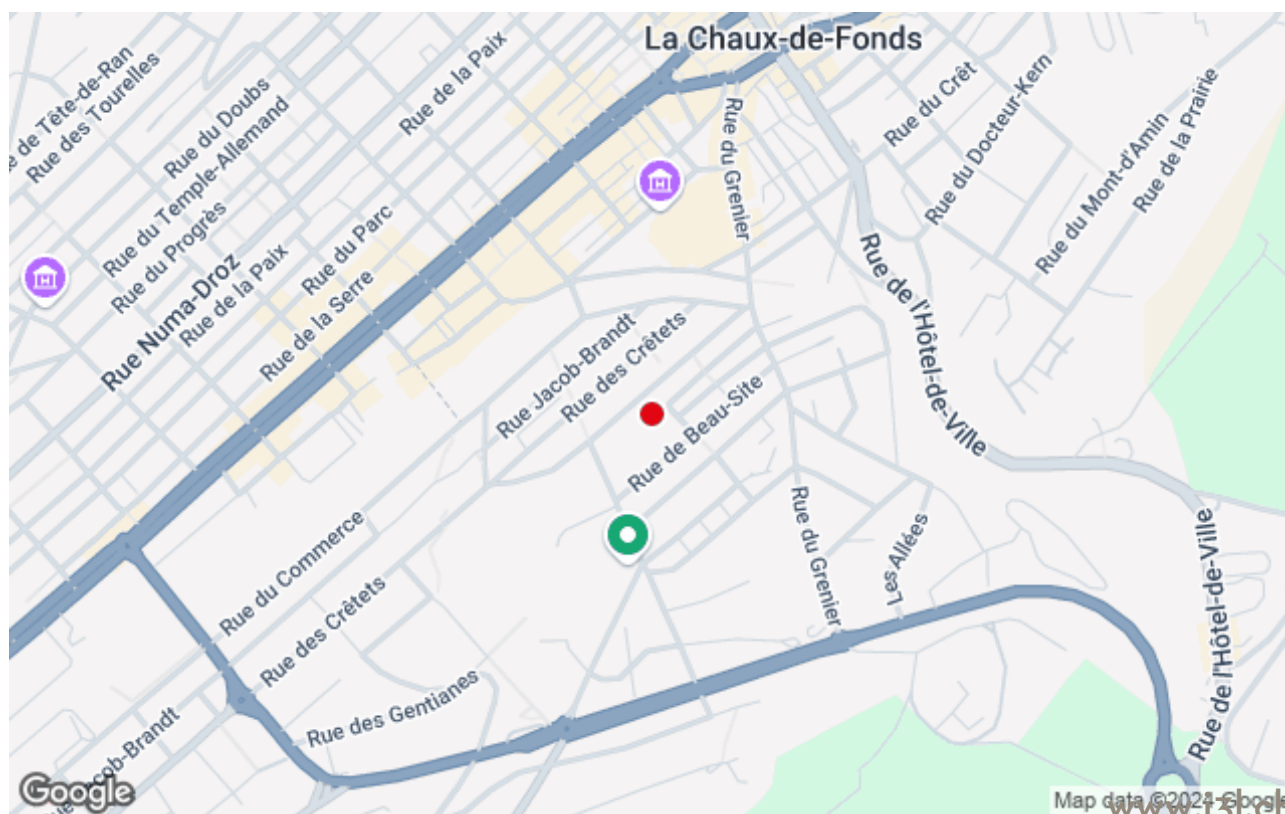 La Chaux-de-Fonds
Rue de la Paix
Rue du Crêt
Rue du Docteur-Kern
Rue de la Prairie
Rue du Mont-d'Amin
e de Tête-de-Ran
Rue des Tourelles
Rue du Doubs
Rue du Temple-Allemand
Rue du Progrès
Rue du Grenier
Rue du Parc
Rue de la Paix
Rue Numa-Droz
Rue de la Serre
Rue de l'Hôtel-de-Ville
Rue Jacob-Brandt
Rue des Crêtets
Rue de Beau-Site
Rue du Grenier
Les Allées
Rue du Commerce
Rue des Crêtets
Rue des Gentianes
Rue de l'Hôtel-de-Ville
Rue Jacob-Brandt
Google
Map data ©2024 Google